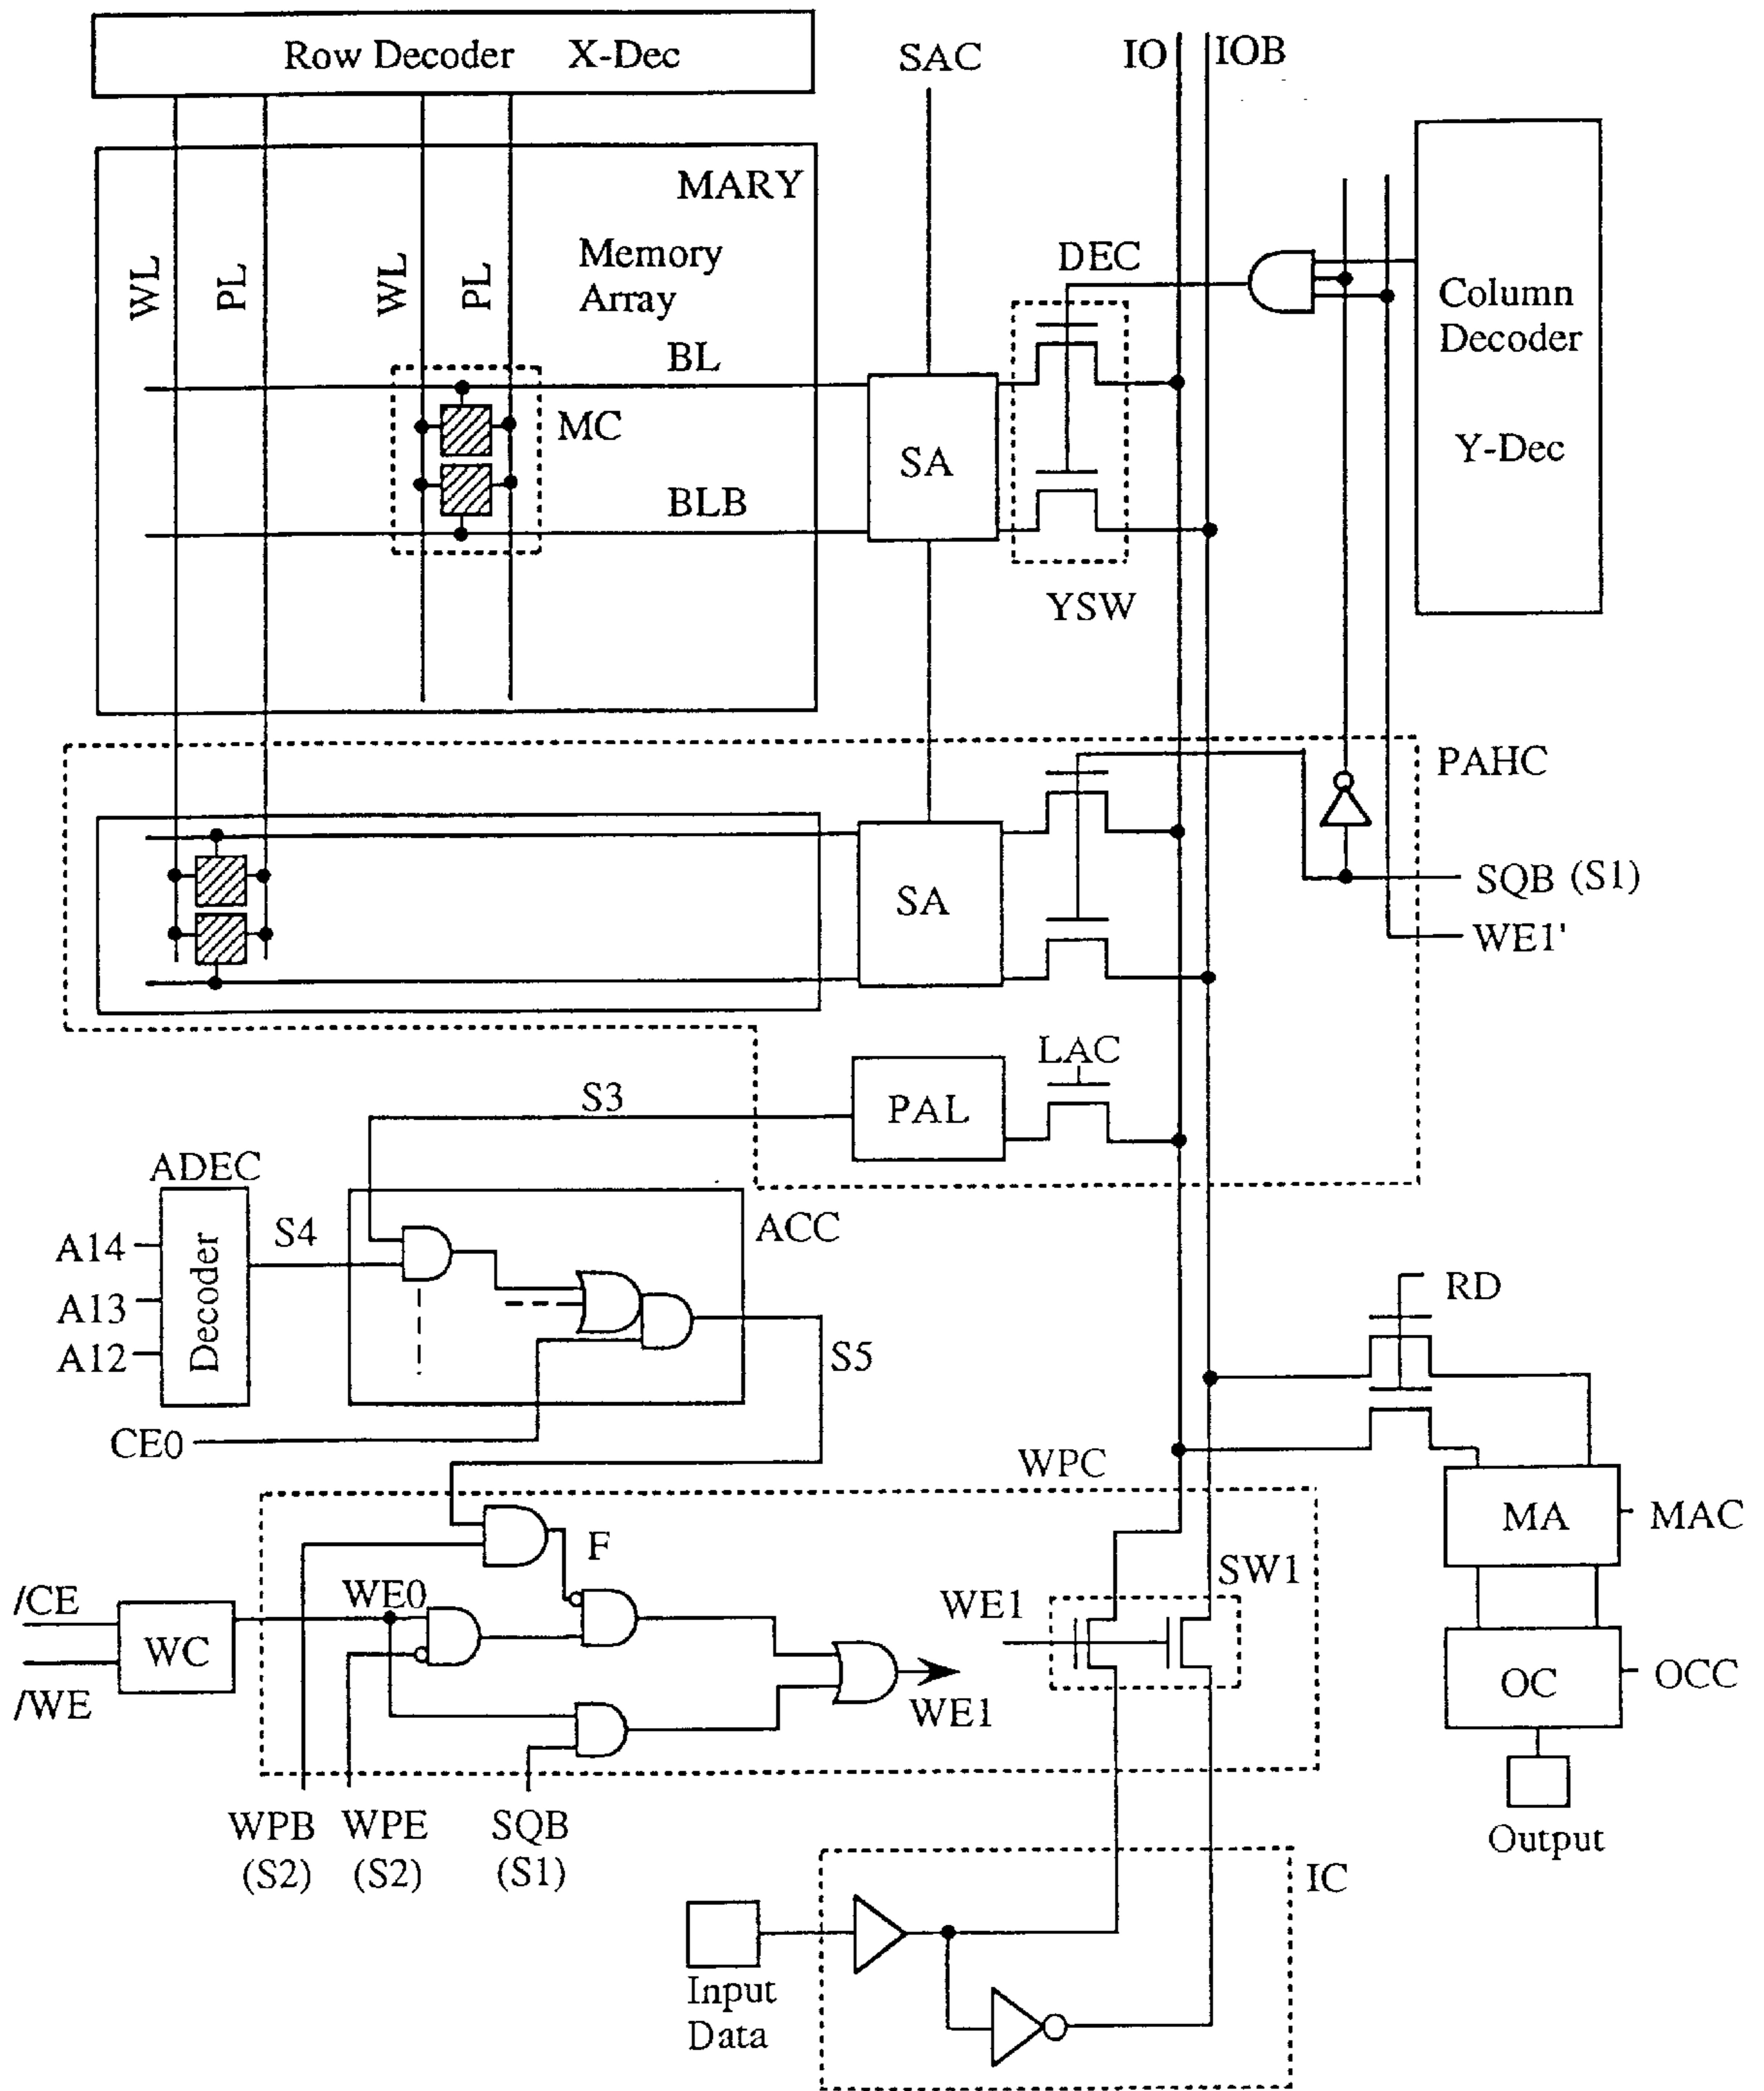 Row Decoder X-Dec
SAC
IO
IOB
MARY
Memory
Array
WL
PL
WL
PL
DEC
Column
Decoder
Y-Dec
BL
MC
SA
BLB
YSW
PAHC
SA
SQB (S1)
WE1'
LAC
S3
PAL
ADEC
ACC
A14
S4
A13
Decoder
A12
RD
S5
CE0
WPC
MA
MAC
F
SW1
/CE
WE0
WE1
WC
OC
OCC
/WE
WE1
WPB
(S2)
WPE
(S2)
SQB
(S1)
Output
IC
Input
Data